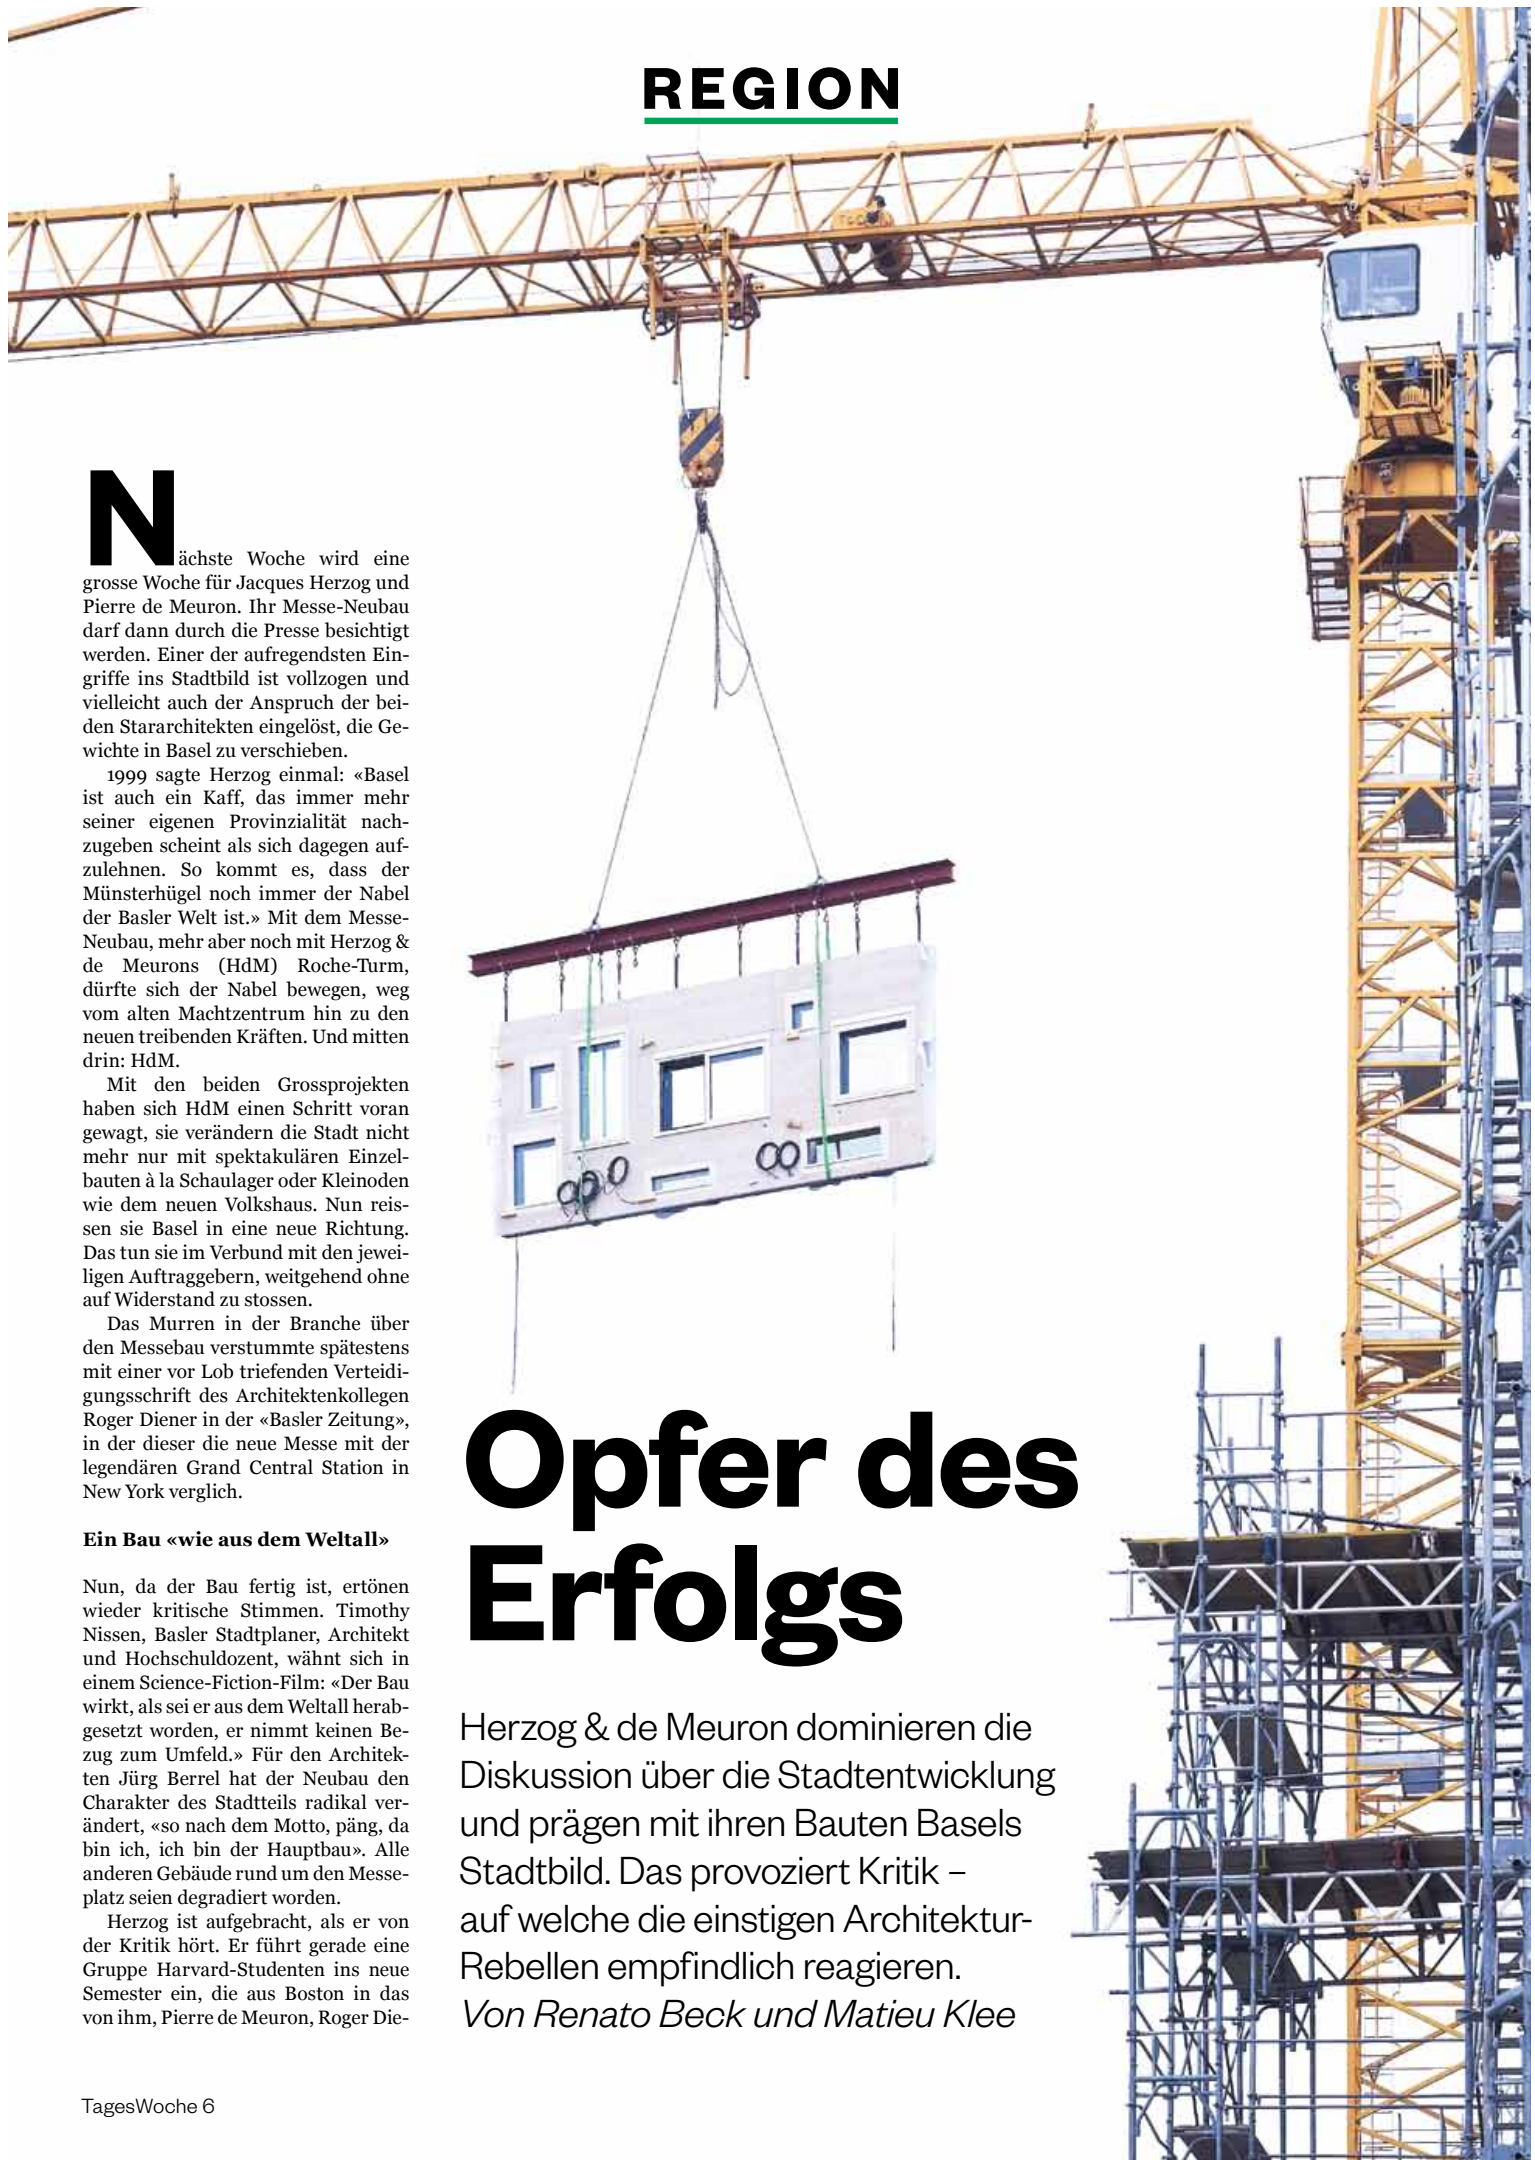 REGION
Nächste Woche wird eine
grosse Woche für Jacques Herzog und
Pierre de Meuron. Ihr Messe-Neubau
darf dann durch die Presse besichtigt
werden. Einer der aufregendsten Ein-
griffe ins Stadtbild ist vollzogen und
vielleicht auch der Anspruch der bei-
den Stararchitekten eingelöst, die Ge-
wichte in Basel zu verschieben.
1999 sagte Herzog einmal: «Basel
ist auch ein Kaff, das immer mehr
seiner eigenen Provinzialität nach-
zugeben scheint als sich dagegen auf-
zulehnen. So kommt es, dass der
Münsterhügel noch immer der Nabel
der Basler Welt ist.» Mit dem Messe-
Neubau, mehr aber noch mit Herzog &
de Meurons (HdM) Roche-Turm,
dürfte sich der Nabel bewegen, weg
vom alten Machtzentrum hin zu den
neuen treibenden Kräften. Und mitten
drin: HdM.
Mit den beiden Grossprojekten
haben sich HdM einen Schritt voran
gewagt, sie verändern die Stadt nicht
mehr nur mit spektakulären Einzel-
bauten à la Schaulager oder Kleinoden
wie dem neuen Volkshaus. Nun reis-
sen sie Basel in eine neue Richtung.
Das tun sie im Verbund mit den jewei-
ligen Auftraggebern, weitgehend ohne
auf Widerstand zu stossen.
Das Murren in der Branche über
den Messebau verstummte spätestens
mit einer vor Lob triefenden Verteidi-
gungsschrift des Architektenkollegen
Roger Diener in der «Basler Zeitung»,
in der dieser die neue Messe mit der
legendären Grand Central Station in
New York verglich.
Ein Bau «wie aus dem Weltall»
Nun, da der Bau fertig ist, ertönen
wieder kritische Stimmen. Timothy
Nissen, Basler Stadtplaner, Architekt
und Hochschuldozent, wähnt sich in
einem Science-Fiction-Film: «Der Bau
wirkt, als sei er aus dem Weltall herab-
gesetzt worden, er nimmt keinen Be-
zug zum Umfeld.» Für den Architek-
ten Jürg Berrel hat der Neubau den
Charakter des Stadtteils radikal ver-
ändert, «so nach dem Motto, päng, da
bin ich, ich bin der Hauptbau». Alle
anderen Gebäude rund um den Messe-
platz seien degradiert worden.
Herzog ist aufgebracht, als er von
der Kritik hört. Er führt gerade eine
Gruppe Harvard-Studenten ins neue
Semester ein, die aus Boston in das
von ihm, Pierre de Meuron, Roger Die-
Opfer des
Erfolgs
Herzog & de Meuron dominieren die
Diskussion über die Stadtentwicklung
und prägen mit ihren Bauten Basels
Stadtbild. Das provoziert Kritik –
auf welche die einstigen Architektur-
Rebellen empfindlich reagieren.
Von Renato Beck und Matieu Klee
TagesWoche 6